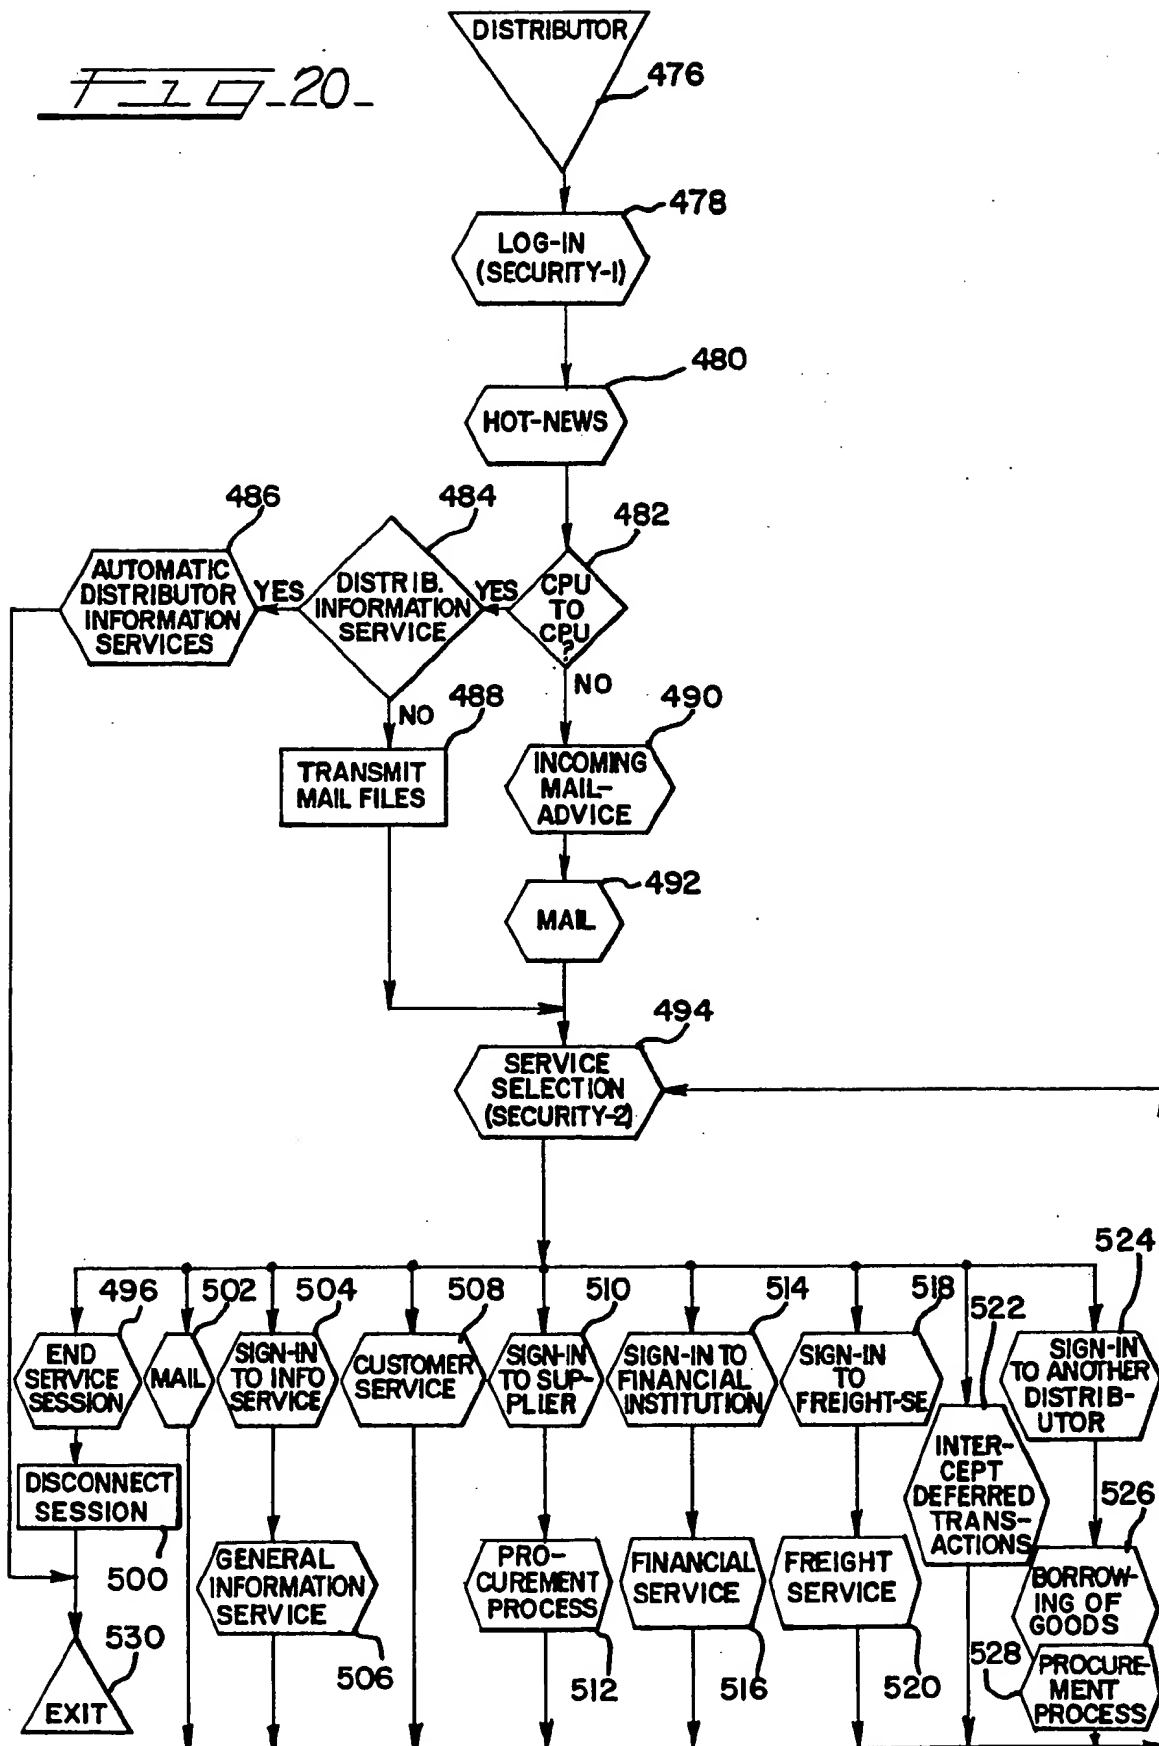 Fig-20-
DISTRIBUTOR
476
478
LOG-IN
(SECURITY-1)
480
HOT-NEWS
486
484
482
AUTOMATIC
DISTRIBUTOR
INFORMATION
SERVICES
YES
DISTRIB.
INFORMATION
SERVICE
YES
CPU
TO
CPU
?
NO
NO
488
490
TRANSMIT
MAIL FILES
INCOMING
MAIL-
ADVICE
492
MAIL
494
SERVICE
SELECTION
(SECURITY-2)
524
496
502
504
508
510
514
518
522
END
SERVICE
SESSION
MAIL
SIGN-IN
TO INFO
SERVICE
CUSTOMER
SERVICE
SIGN-IN
TO SUP-
PLIER
SIGN-IN TO
FINANCIAL
INSTITUTION
SIGN-IN
TO
FREIGHT-SE
SIGN-IN
TO ANOTHER
DISTRIB-
UTOR
INTER-
CEPT
DEFERRED
TRANS-
ACTIONS
DISCONNECT
SESSION
526
500
GENERAL
INFORMATION
SERVICE
PRO-
CUREMENT
PROCESS
FINANCIAL
SERVICE
FREIGHT
SERVICE
BORROW-
ING OF
GOODS
530
506
512
516
520
528
EXIT
PROCURE-
MENT
PROCESS